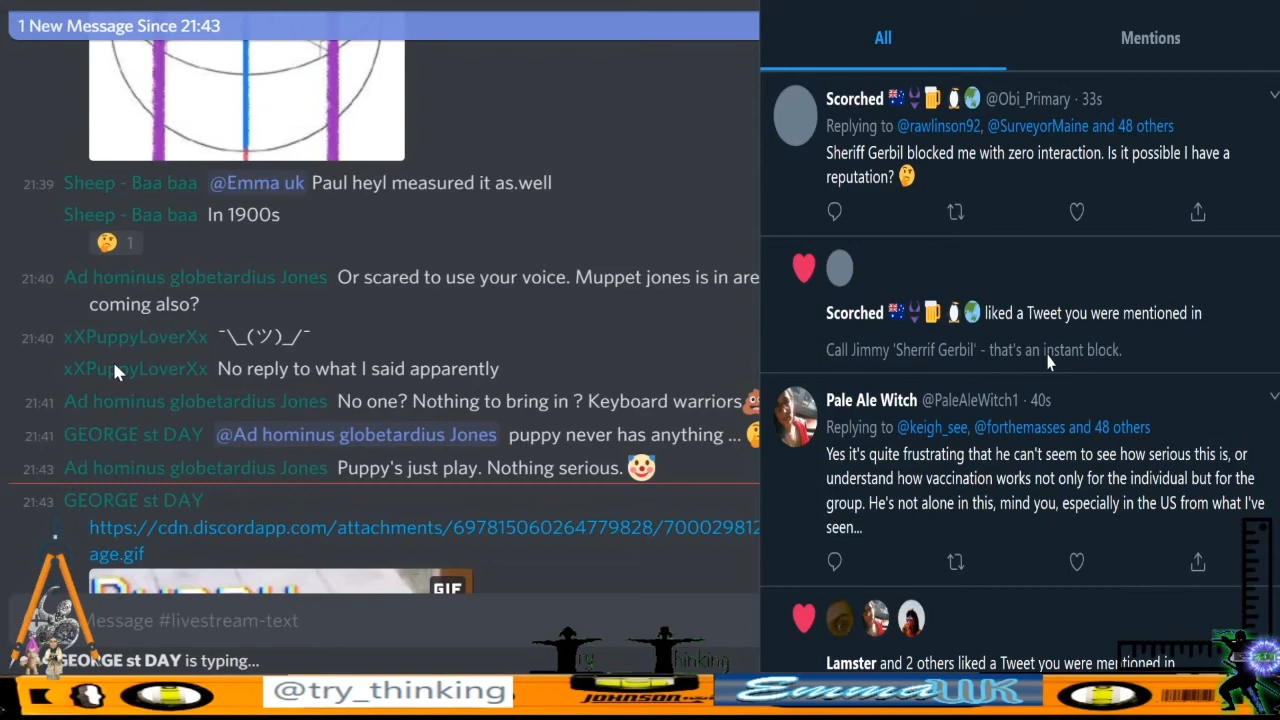 1 New Message Since 21:43
21:39 Sheep - Baa baa @Emma uk Paul heyl measured it as.well
Sheep - Baa baa In 1900s
🤔 1
21:40 Ad hominus globetardius Jones Or scared to use your voice. Muppet jones is in are
coming also?
21:40 xXPuppyLoverXx ¯\_(ツ)_/¯
xXPuppyLoverXx No reply to what I said apparently
21:41 Ad hominus globetardius Jones No one? Nothing to bring in ? Keyboard warriors💩
21:41 GEORGE st DAY @Ad hominus globetardius Jones puppy never has anything ... 🤔
21:43 Ad hominus globetardius Jones Puppy's just play. Nothing serious. 🤡
21:43 GEORGE st DAY
https://cdn.discordapp.com/attachments/697815060264779828/700029812
age.gif
GIF
Message #livestream-text
GEORGE st DAY is typing...
All Mentions
Scorched 🇦🇺 😈 🍺 🐧 🌏 @Obi_Primary · 33s
Replying to @rawlinson92, @SurveyorMaine and 48 others
Sheriff Gerbil blocked me with zero interaction. Is it possible I have a
reputation? 🤔
Scorched 🇦🇺 😈 🍺 🐧 🌏 liked a Tweet you were mentioned in
Call Jimmy 'Sherrif Gerbil' - that's an instant block.
Pale Ale Witch @PaleAleWitch1 · 40s
Replying to @keigh_see, @forthemasses and 48 others
Yes it's quite frustrating that he can't seem to see how serious this is, or
understand how vaccination works not only for the individual but for the
group. He's not alone in this, mind you, especially in the US from what I've
seen...
Lamster and 2 others liked a Tweet you were mentioned in
@try_thinking
JOHNSON
EmmaUK